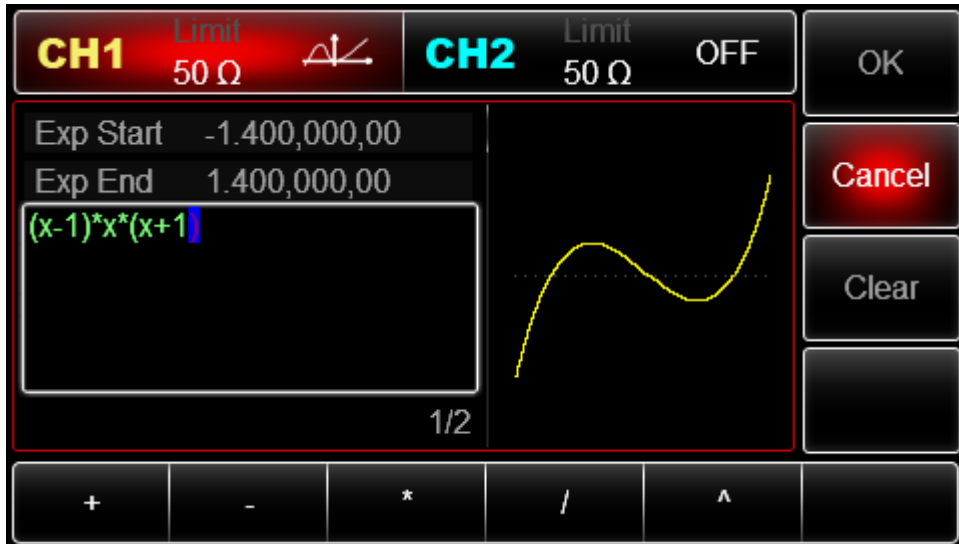 CH1 Limit 50 Ω
CH2 Limit 50 Ω OFF
OK
Exp Start -1.400,000,00
Exp End 1.400,000,00
Cancel
(x-1)*x*(x+1)
Clear
1/2
+ - * / ^